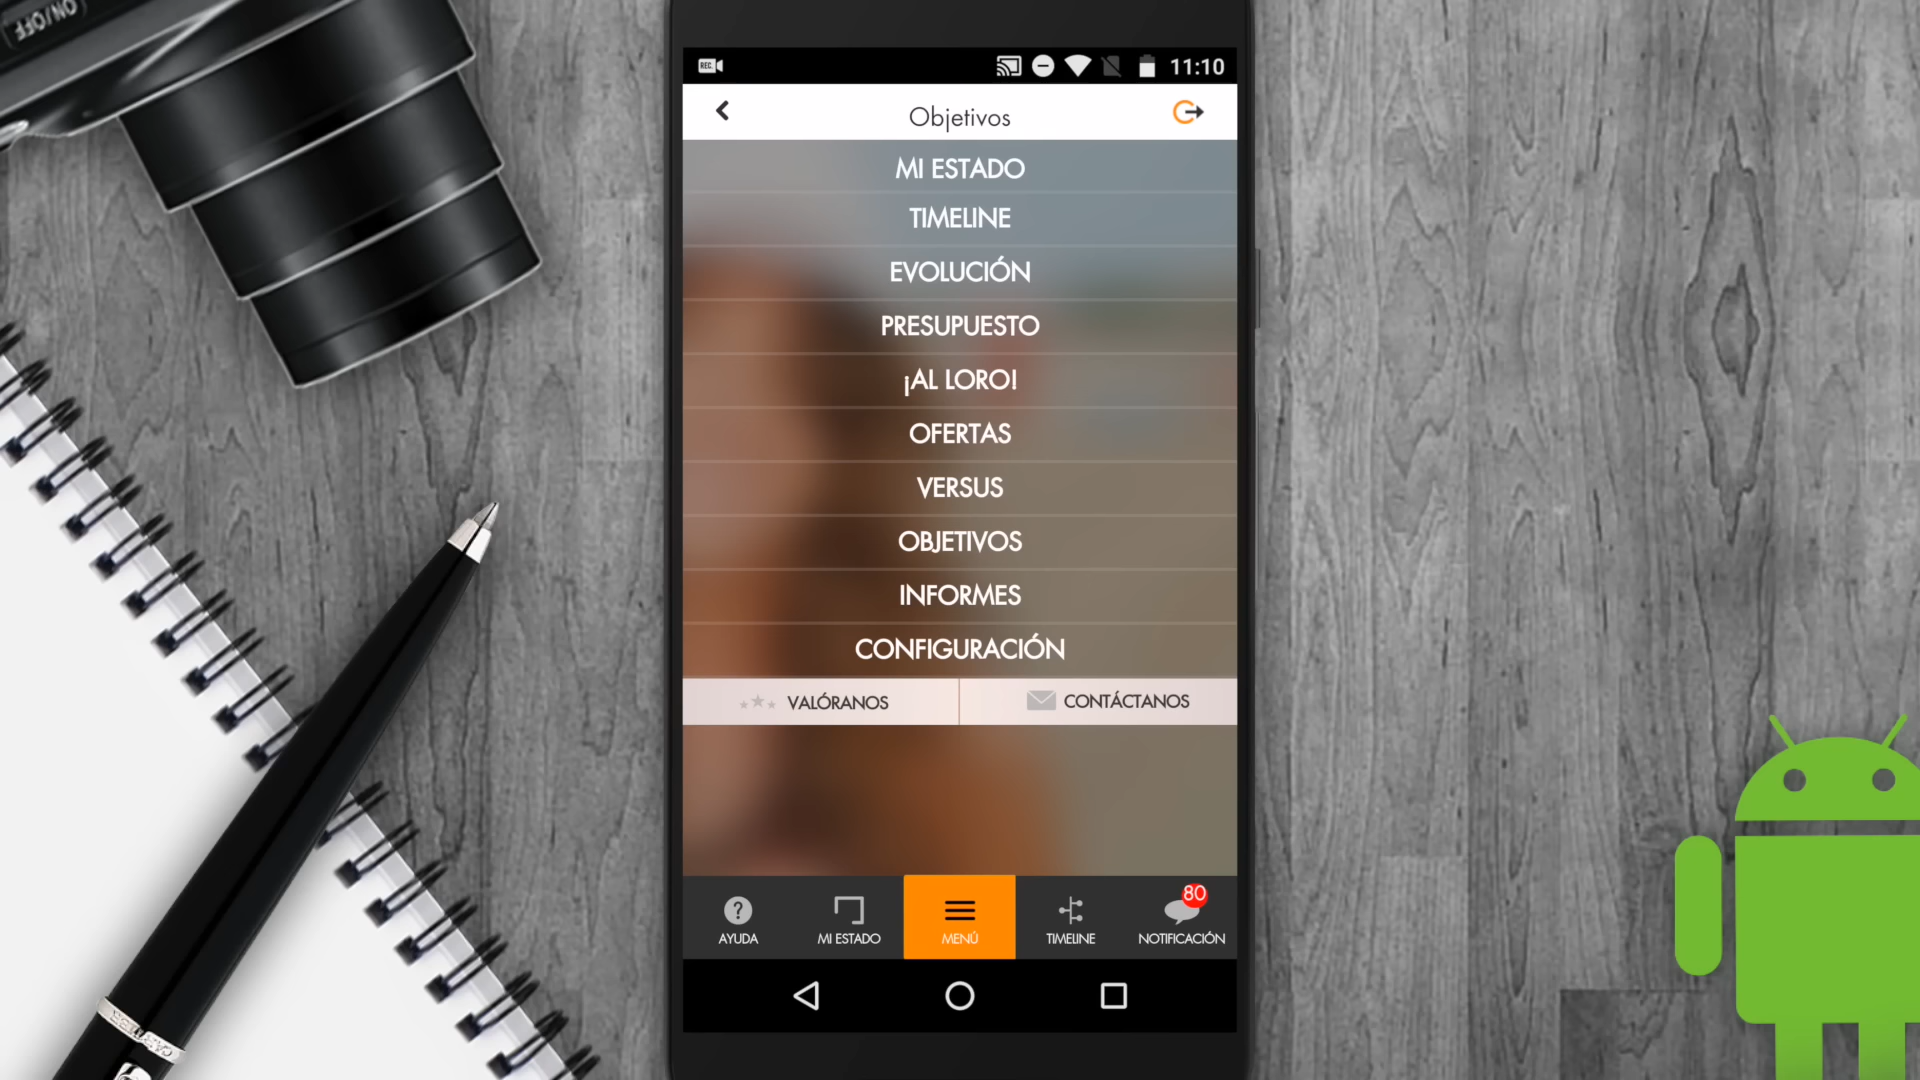 ON/OFF
REC.
11:10
Objetivos
MI ESTADO
TIMELINE
EVOLUCIÓN
PRESUPUESTO
¡AL LORO!
OFERTAS
VERSUS
OBJETIVOS
INFORMES
CONFIGURACIÓN
VALÓRANOS
CONTÁCTANOS
80
AYUDA
MI ESTADO
MENÚ
TIMELINE
NOTIFICACIÓN